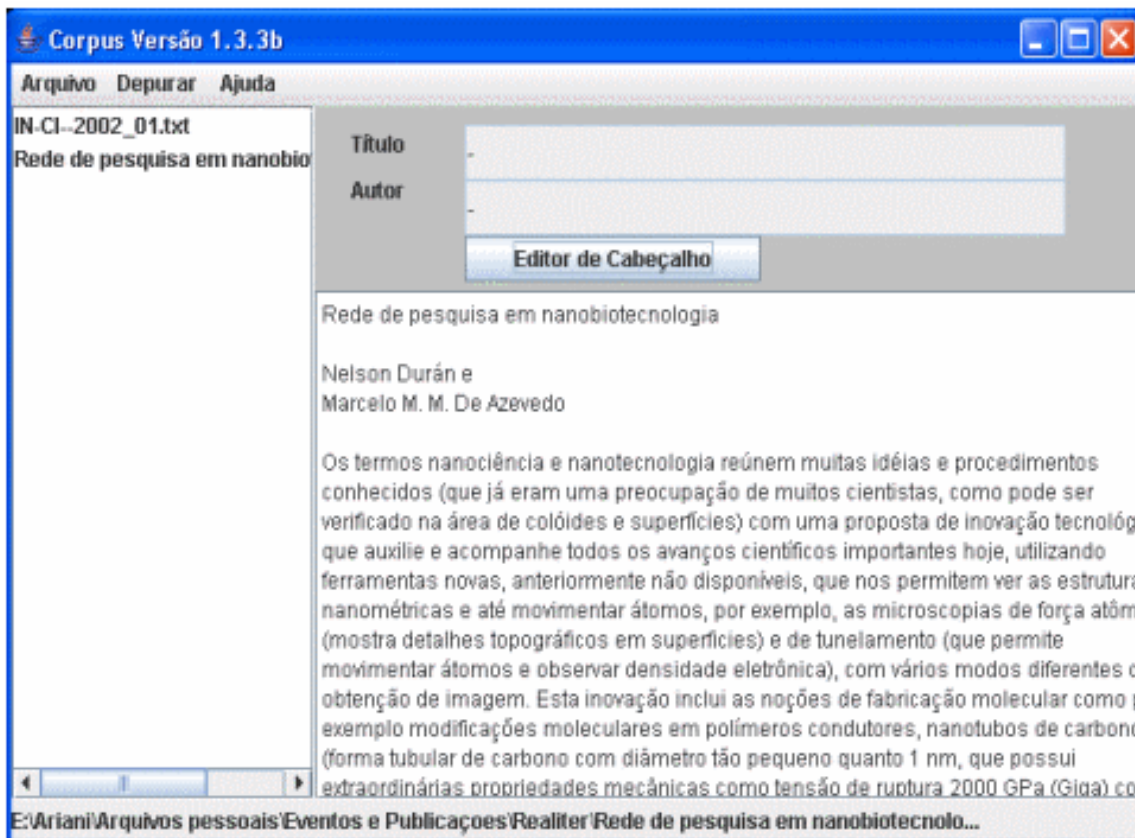 Corpus Versão 1.3.3b
Arquivo Depurar Ajuda
IN-CI--2002_01.txt
Rede de pesquisa em nanobio
Título
-
Autor
-
Editor de Cabeçalho
Rede de pesquisa em nanobiotecnologia
Nelson Durán e
Marcelo M. M. De Azevedo
Os termos nanociência e nanotecnologia reúnem muitas idéias e procedimentos
conhecidos (que já eram uma preocupação de muitos cientistas, como pode ser
verificado na área de colóides e superfícies) com uma proposta de inovação tecnológ
que auxilie e acompanhe todos os avanços científicos importantes hoje, utilizando
ferramentas novas, anteriormente não disponíveis, que nos permitem ver as estrutura
nanométricas e até movimentar átomos, por exemplo, as microscopias de força atôm
(mostra detalhes topográficos em superfícies) e de tunelamento (que permite
movimentar átomos e observar densidade eletrônica), com vários modos diferentes
obtenção de imagem. Esta inovação inclui as noções de fabricação molecular como
exemplo modificações moleculares em polímeros condutores, nanotubos de carbono
(forma tubular de carbono com diâmetro tão pequeno quanto 1 nm, que possui
extraordinárias propriedades mecânicas como tensão de ruptura 2000 GPa (Giga) co
E:\Ariani\Arquivos pessoais\Eventos e Publicaçoes\Realiter\Rede de pesquisa em nanobiotecnolo...